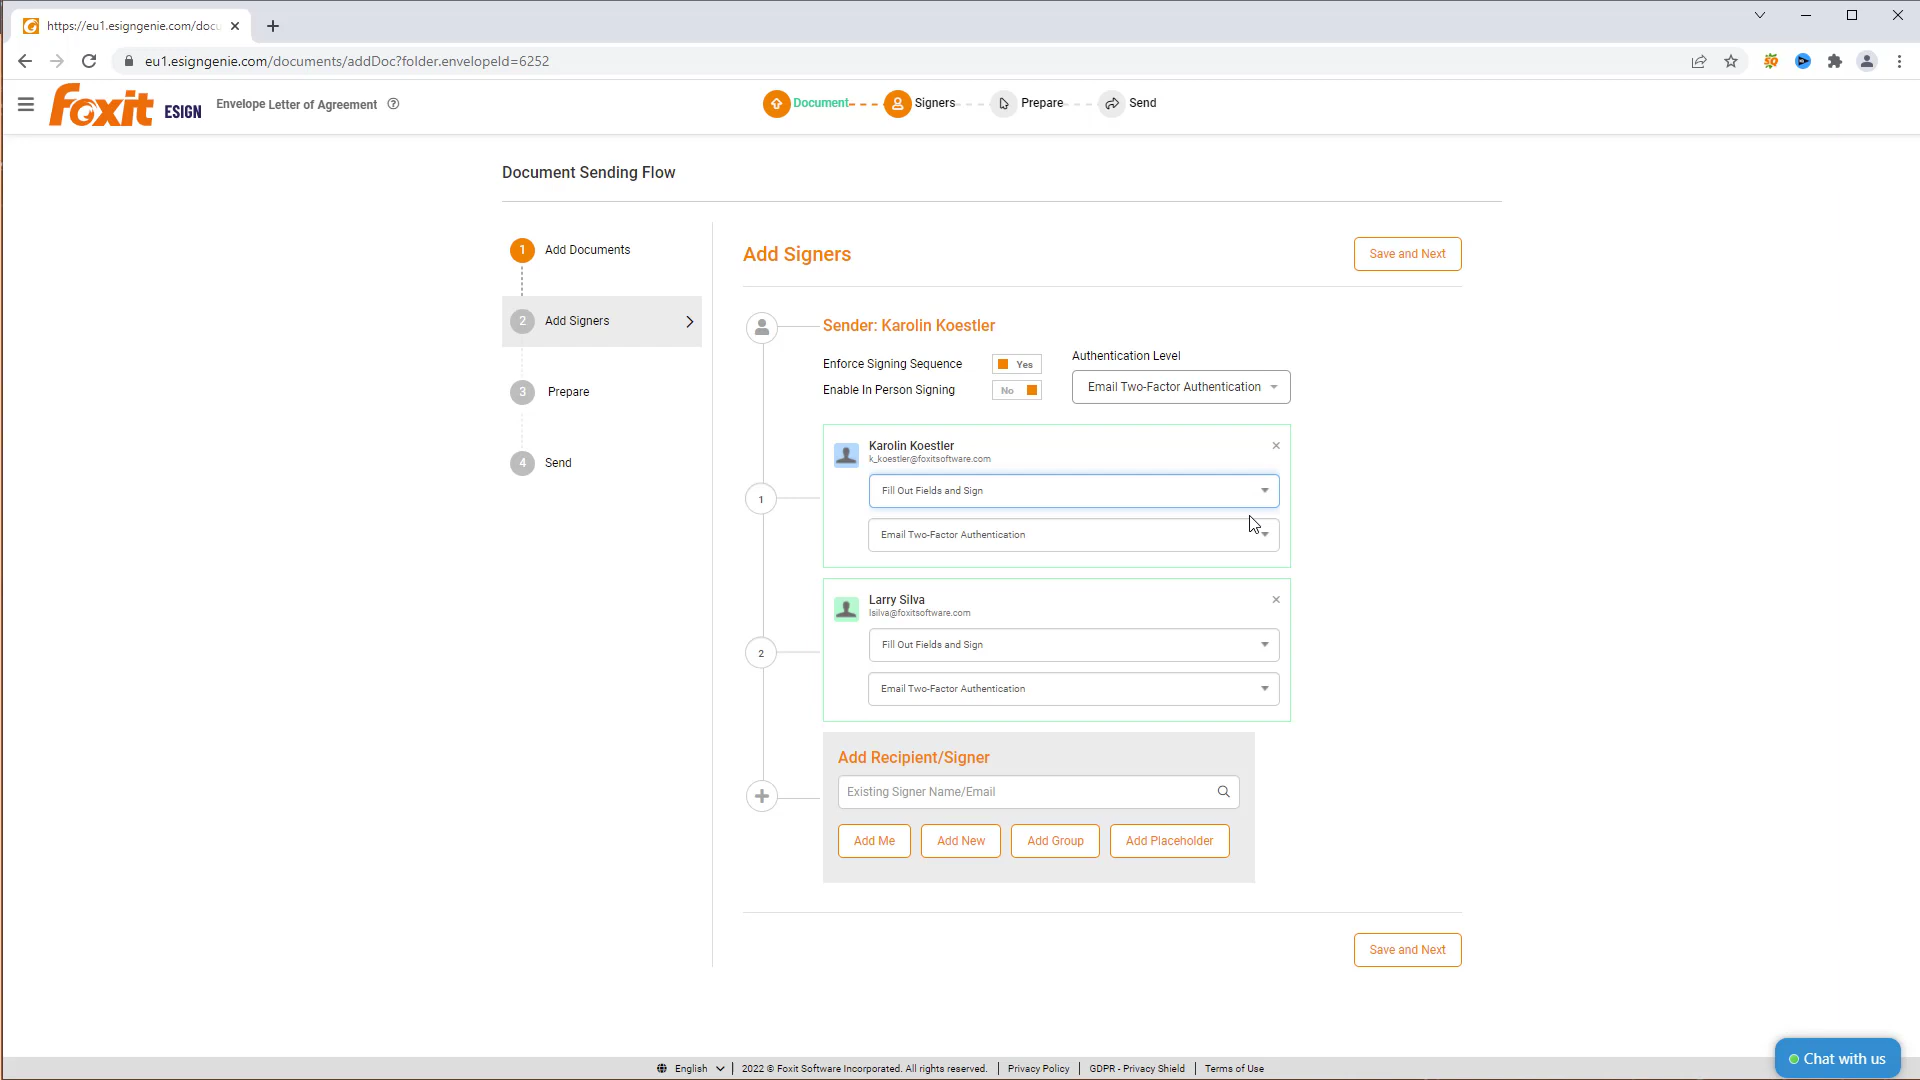 https://eu1.esigngenie.com/docu
eu1.esigngenie.com/documents/addDoc?folder.envelopeId=6252
foxit ESIGN
Envelope Letter of Agreement
Document
Signers
Prepare
Send
Document Sending Flow
1 Add Documents
2 Add Signers
3 Prepare
4 Send
Add Signers
Save and Next
Sender: Karolin Koestler
Enforce Signing Sequence
Yes
Authentication Level
Enable In Person Signing
No
Email Two-Factor Authentication
1
Karolin Koestler
k_koestler@foxitsoftware.com
Fill Out Fields and Sign
Email Two-Factor Authentication
2
Larry Silva
lsilva@foxitsoftware.com
Fill Out Fields and Sign
Email Two-Factor Authentication
Add Recipient/Signer
Existing Signer Name/Email
Add Me
Add New
Add Group
Add Placeholder
Save and Next
English
2022 © Foxit Software Incorporated. All rights reserved.
Privacy Policy
GDPR - Privacy Shield
Terms of Use
Chat with us